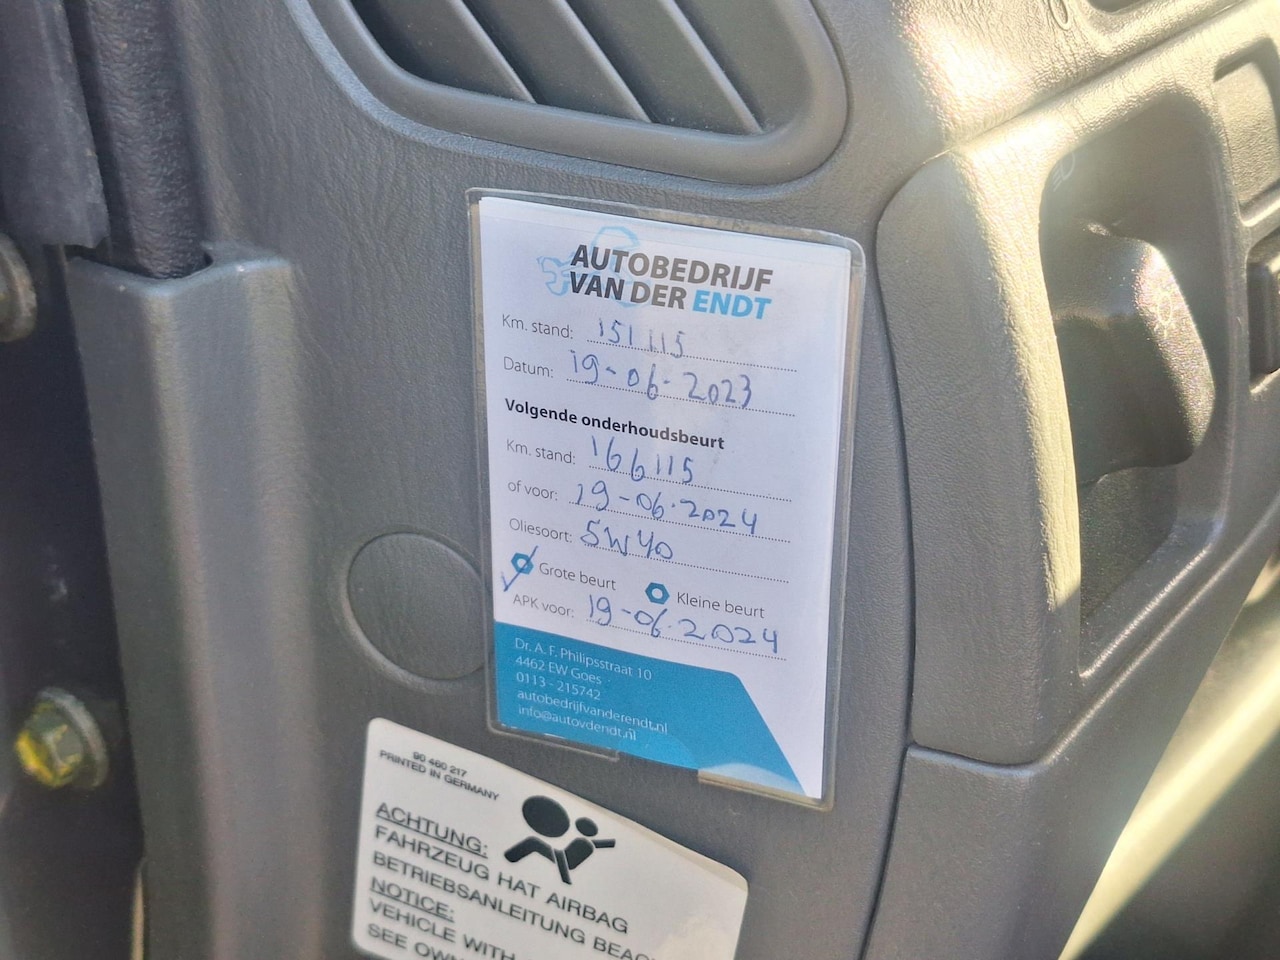 AUTOBEDRIJF
VAN DER ENDT
Km. stand: 151115
Datum: 19-06-2023
Volgende onderhoudsbeurt
Km. stand: 166115
of voor: 19-06-2024
Oliesoort: 5W40
Grote beurt Kleine beurt
APK voor: 19-06-2024
Dr. A. F. Philipsstraat 10
4462 EW Goes
0113 - 215742
autobedrijfvanderendt.nl
info@autovdendt.nl
90 460 217
PRINTED IN GERMANY
ACHTUNG:
FAHRZEUG HAT AIRBAG
BETRIEBSANLEITUNG BEAC
NOTICE:
VEHICLE WITH
SEE OWN